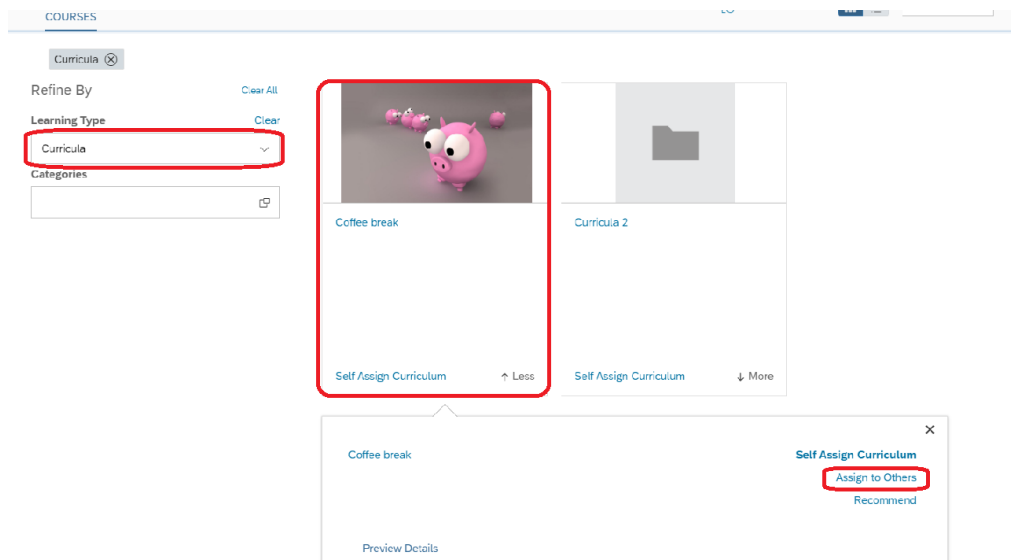 COURSES
Curricula
Refine By
Clear All
Learning Type
Clear
Curricula
Categories
Coffee break
Self Assign Curriculum
↑ Less
Curricula 2
Self Assign Curriculum
↓ More
Coffee break
Self Assign Curriculum
Assign to Others
Recommend
Preview Details